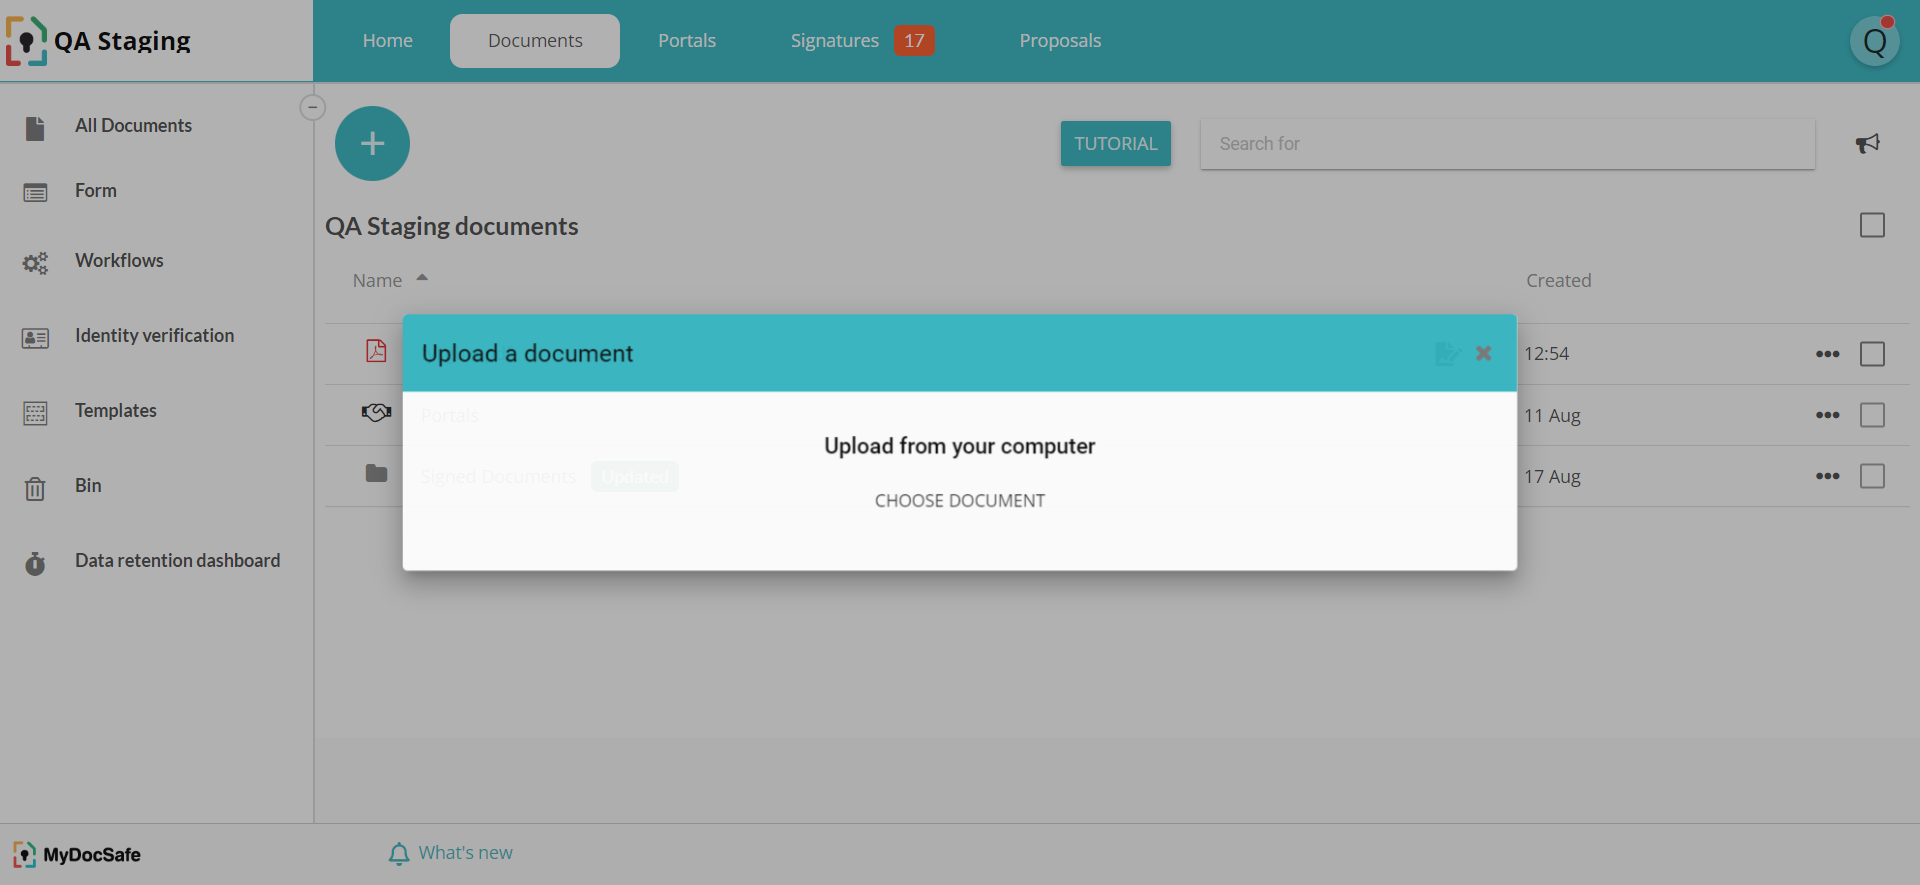 QA Staging
Home
Documents
Portals
Signatures 17
Proposals
Q
All Documents
Form
Workflows
Identity verification
Templates
Bin
Data retention dashboard
+
TUTORIAL
Search for
QA Staging documents
Name
Created
Upload a document
12:54
Portals
11 Aug
Upload from your computer
Signed Documents Updated
17 Aug
CHOOSE DOCUMENT
MyDocSafe
What's new